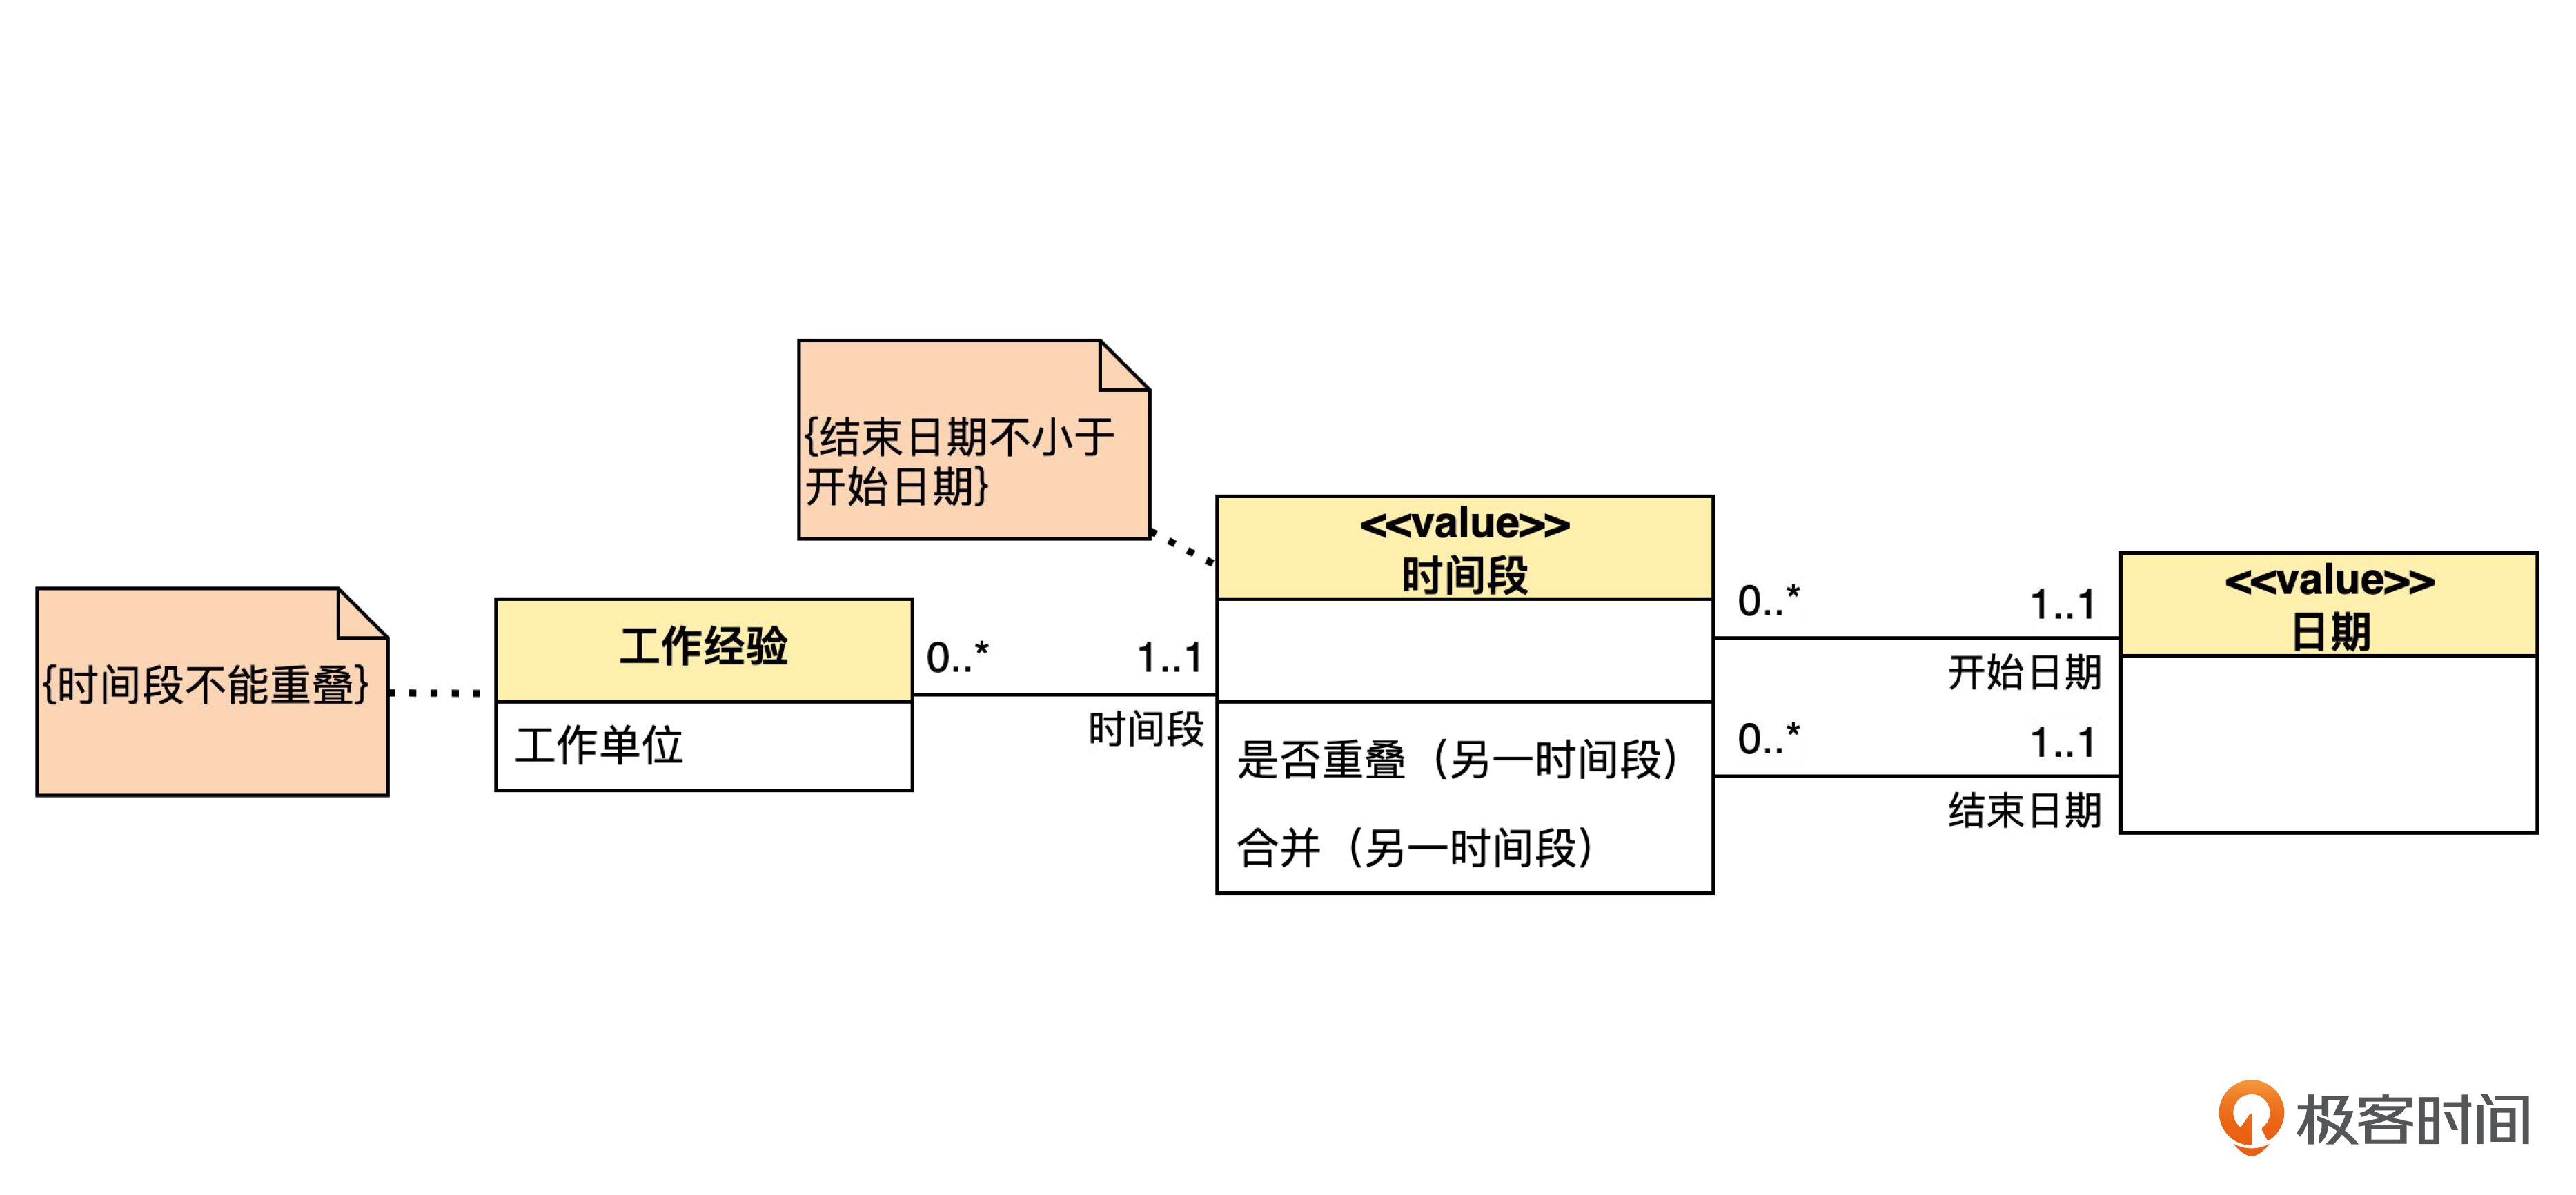 {结束日期不小于
开始日期}
{时间段不能重叠}
工作经验
工作单位
0..*
1..1
时间段
<<value>>
时间段
是否重叠（另一时间段）
合并（另一时间段）
0..*
1..1
开始日期
0..*
1..1
结束日期
<<value>>
日期
极客时间